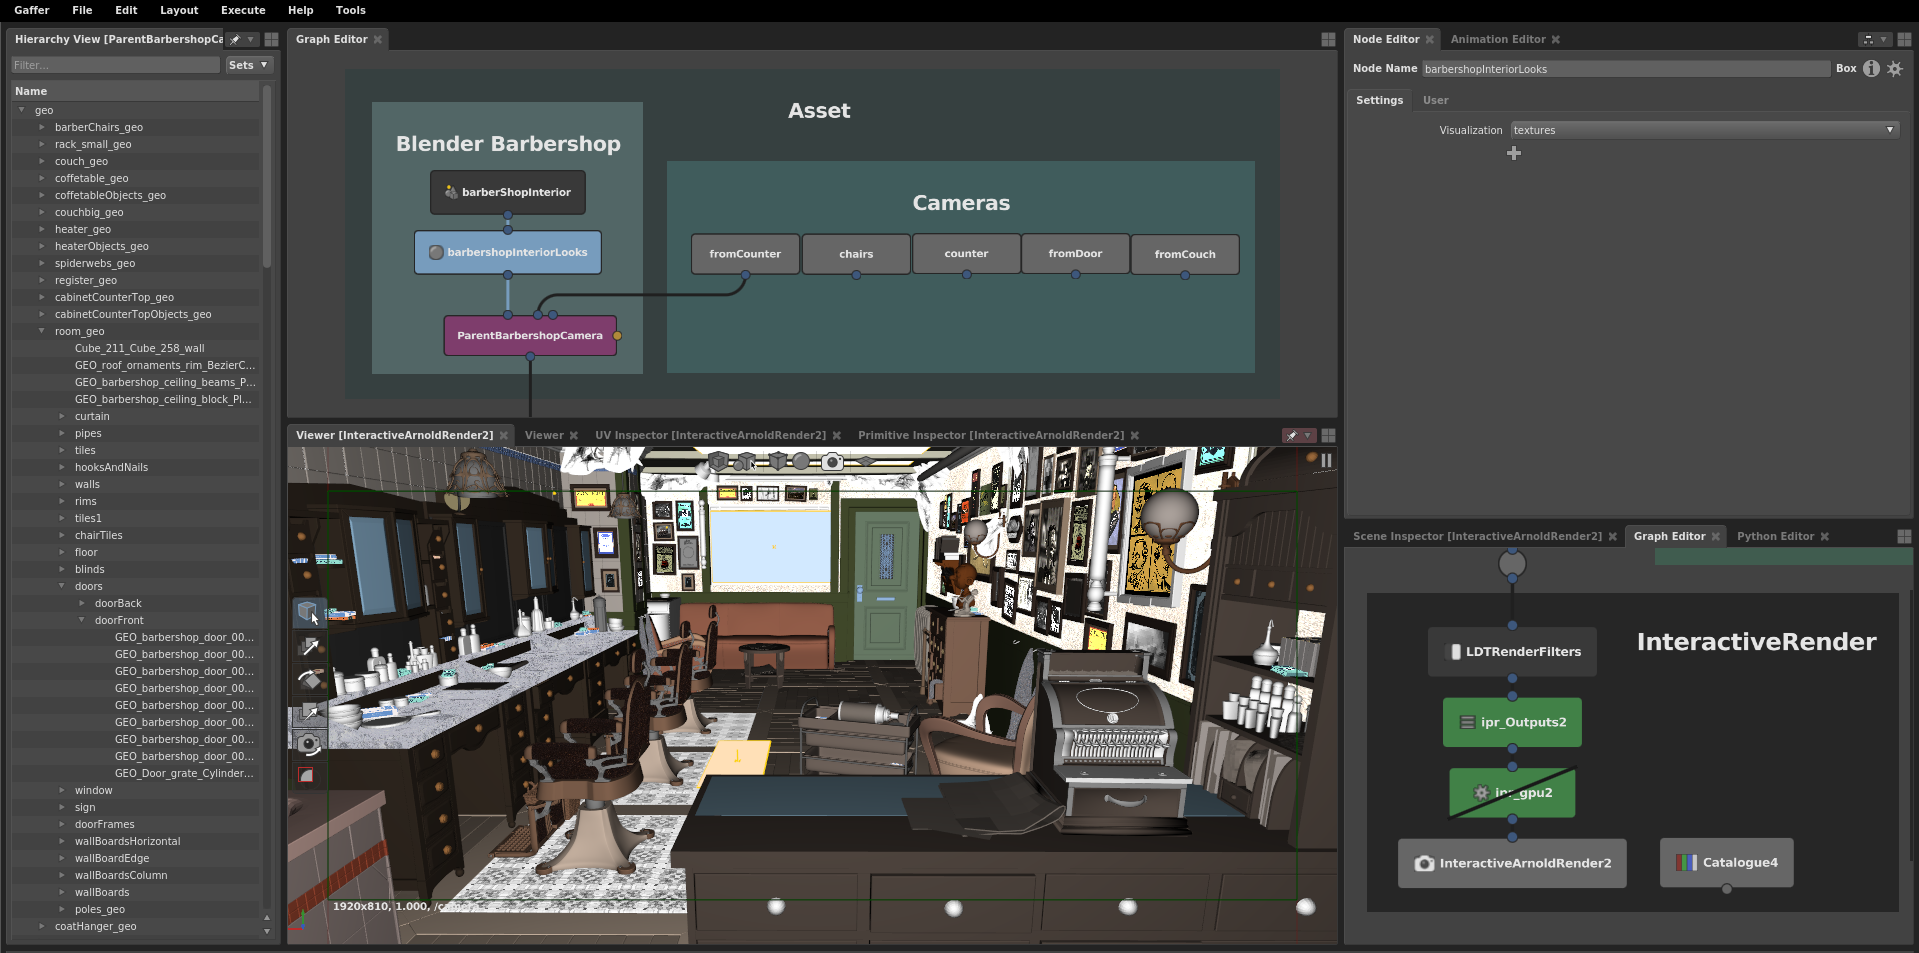 Gaffer File Edit Layout Execute Help Tools
Hierarchy View [ParentBarbershopCa
Filter...
Sets
Name
geo
barberChairs_geo
rack_small_geo
couch_geo
coffetable_geo
coffetableObjects_geo
couchbig_geo
heater_geo
heaterObjects_geo
spiderwebs_geo
register_geo
cabinetCounterTop_geo
cabinetCounterTopObjects_geo
room_geo
Cube_211_Cube_258_wall
GEO_roof_ornaments_rim_BezierC...
GEO_barbershop_ceiling_beams_P...
GEO_barbershop_ceiling_block_Pl...
curtain
pipes
tiles
hooksAndNails
walls
rims
tiles1
chairTiles
floor
blinds
doors
doorBack
doorFront
GEO_barbershop_door_00...
GEO_barbershop_door_00...
GEO_barbershop_door_00...
GEO_barbershop_door_00...
GEO_barbershop_door_00...
GEO_barbershop_door_00...
GEO_barbershop_door_00...
GEO_barbershop_door_00...
GEO_Door_grate_Cylinder...
window
sign
doorFrames
wallBoardsHorizontal
wallBoardEdge
wallBoardsColumn
wallBoards
poles_geo
coatHanger_geo
Graph Editor
Asset
Blender Barbershop
barberShopInterior
barbershopInteriorLooks
ParentBarbershopCamera
Cameras
fromCounter chairs counter fromDoor fromCouch
Viewer [InteractiveArnoldRender2] Viewer UV Inspector [InteractiveArnoldRender2] Primitive Inspector [InteractiveArnoldRender2]
1920x810, 1.000,
Node Editor Animation Editor
Node Name barbershopInteriorLooks Box
Settings User
Visualization textures
Scene Inspector [InteractiveArnoldRender2] Graph Editor Python Editor
InteractiveRender
LDTRenderFilters
ipr_Outputs2
ipr_gpu2
InteractiveArnoldRender2
Catalogue4